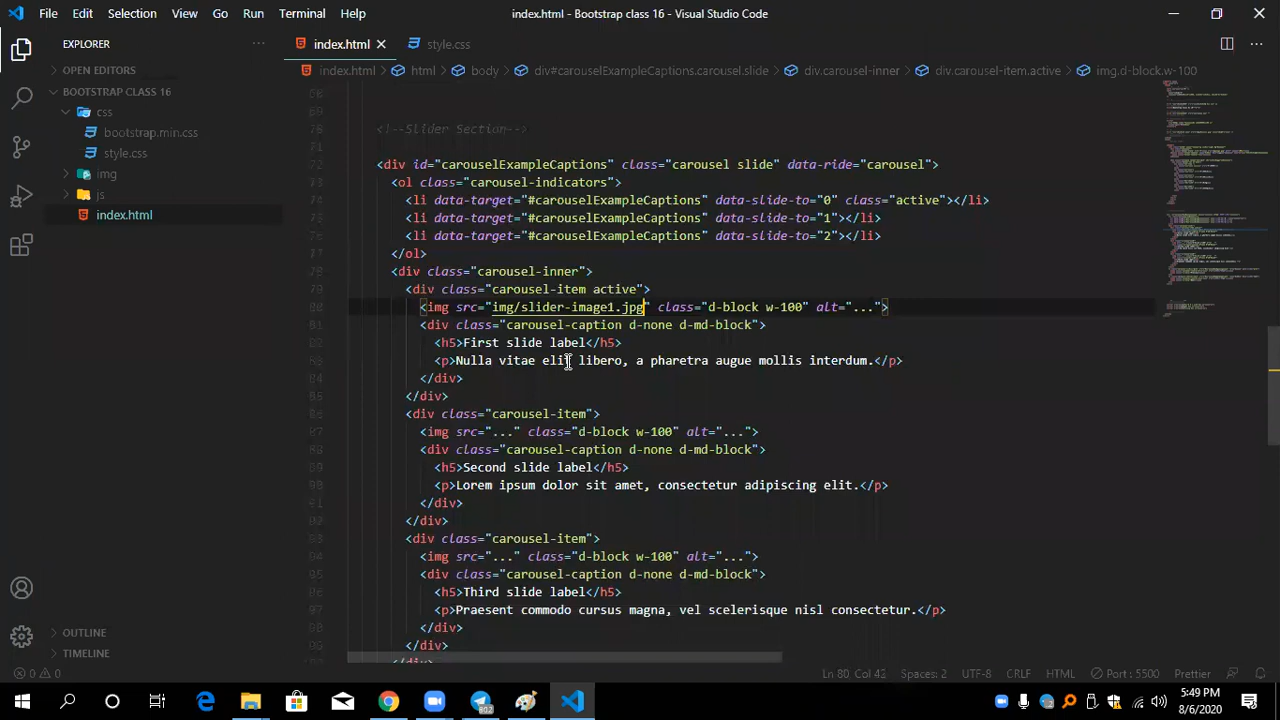 File Edit Selection View Go Run Terminal Help
index.html - Bootstrap class 16 - Visual Studio Code
EXPLORER
index.html
style.css
OPEN EDITORS
index.html > html > body > div#carouselExampleCaptions.carousel.slide > div.carousel-inner > div.carousel-item.active > img.d-block.w-100
BOOTSTRAP CLASS 16
css
bootstrap.min.css
style.css
img
js
index.html
<!--Slider Section-->
<div id="carouselExampleCaptions" class="carousel slide" data-ride="carousel">
<ol class="carousel-indicators">
<li data-target="#carouselExampleCaptions" data-slide-to="0" class="active"></li>
<li data-target="#carouselExampleCaptions" data-slide-to="1"></li>
<li data-target="#carouselExampleCaptions" data-slide-to="2"></li>
</ol>
<div class="carousel-inner">
<div class="carousel-item active">
<img src="img/slider-image1.jpg" class="d-block w-100" alt="...">
<div class="carousel-caption d-none d-md-block">
<h5>First slide label</h5>
<p>Nulla vitae elit libero, a pharetra augue mollis interdum.</p>
</div>
</div>
<div class="carousel-item">
<img src="..." class="d-block w-100" alt="...">
<div class="carousel-caption d-none d-md-block">
<h5>Second slide label</h5>
<p>Lorem ipsum dolor sit amet, consectetur adipiscing elit.</p>
</div>
</div>
<div class="carousel-item">
<img src="..." class="d-block w-100" alt="...">
<div class="carousel-caption d-none d-md-block">
<h5>Third slide label</h5>
<p>Praesent commodo cursus magna, vel scelerisque nisl consectetur.</p>
</div>
</div>
</div>
OUTLINE
TIMELINE
0 0
Ln 80, Col 42 Spaces: 2 UTF-8 CRLF HTML Port : 5500 Prettier
5:49 PM
8/6/2020